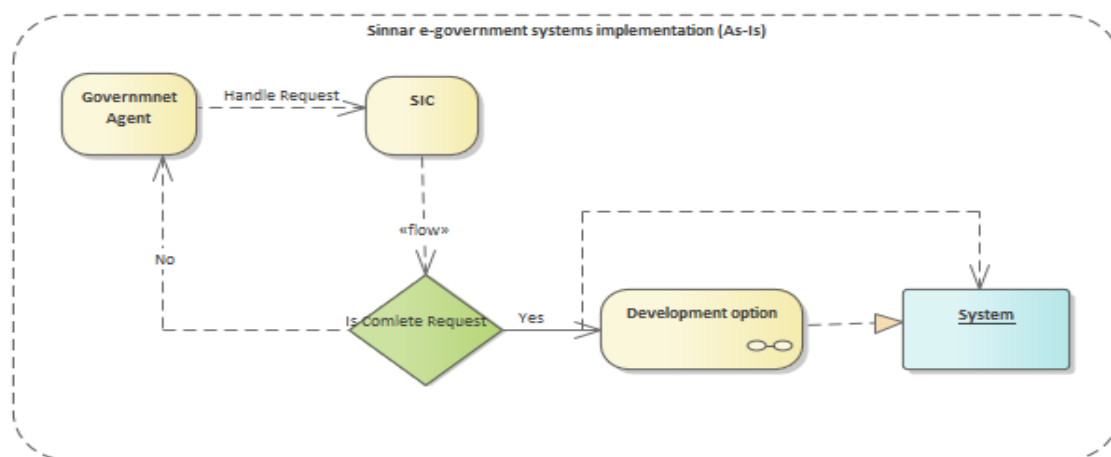 Sinnar e-government systems implementation (As-Is)
Governmnet
Agent
Handle Request
SIC
«flow»
No
Is Comlete Request
Yes
Development option
System